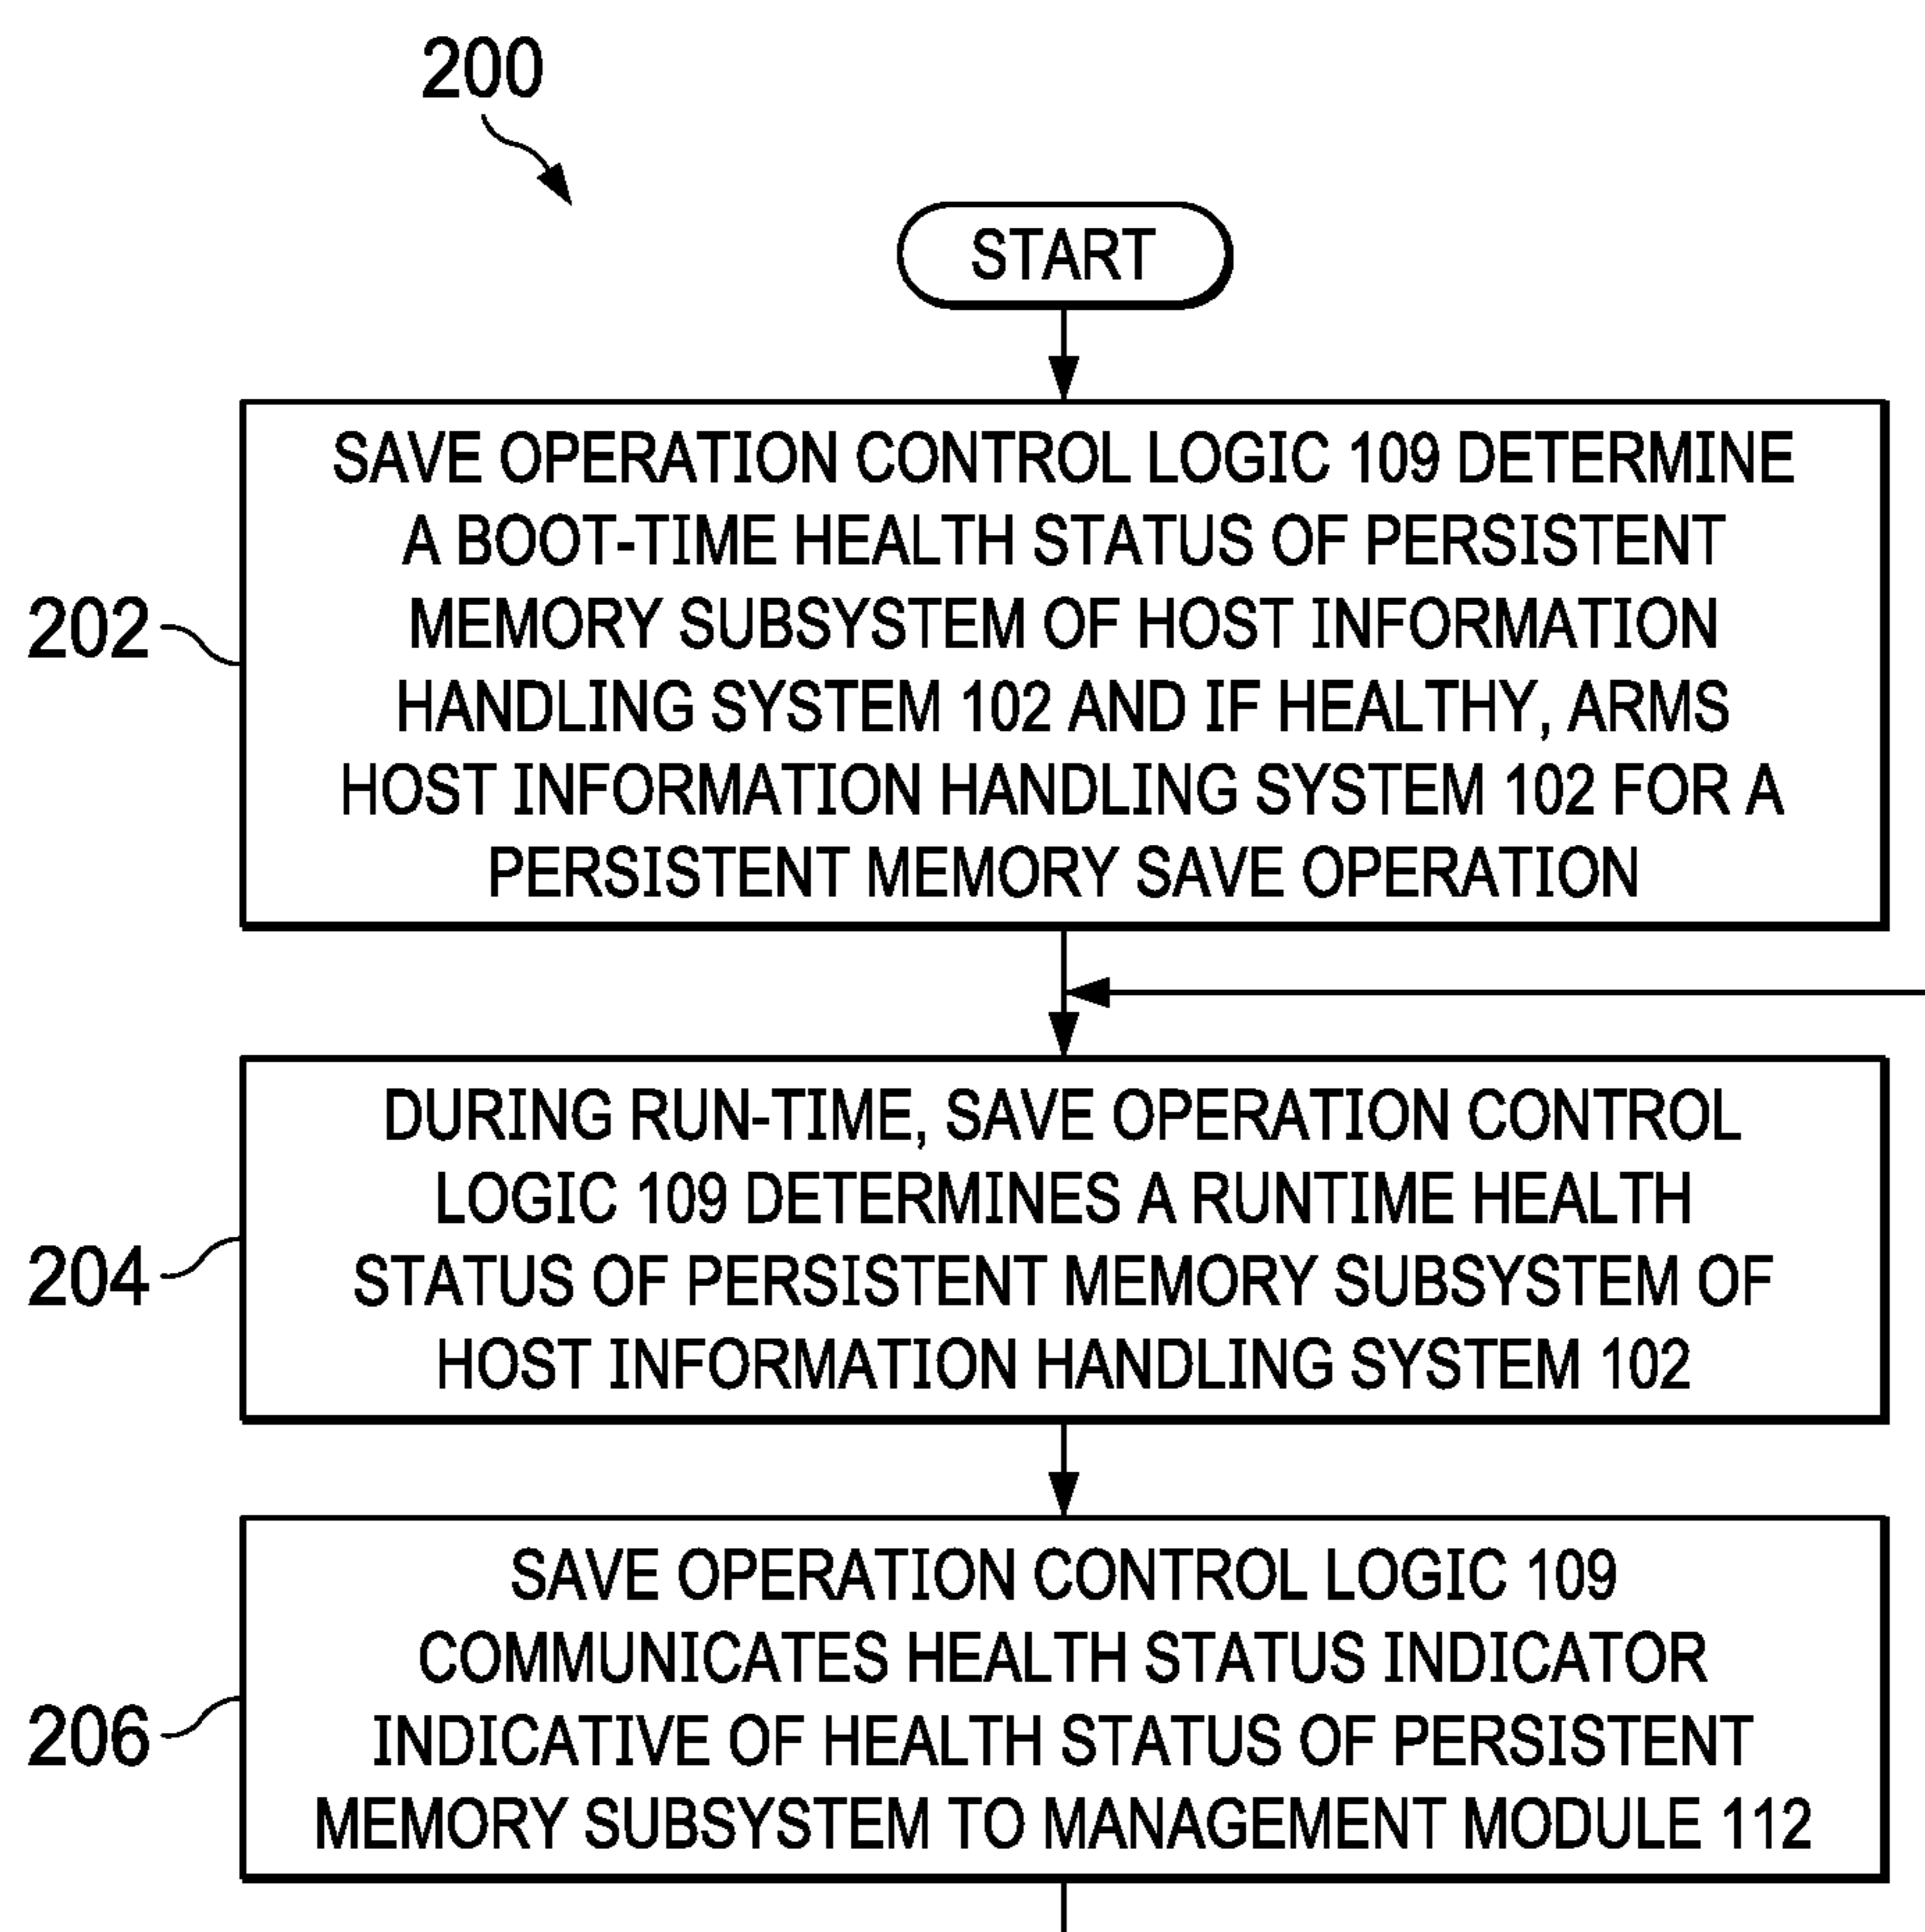 200
START
SAVE OPERATION CONTROL LOGIC 109 DETERMINE
A BOOT-TIME HEALTH STATUS OF PERSISTENT
MEMORY SUBSYSTEM OF HOST INFORMATION
HANDLING SYSTEM 102 AND IF HEALTHY, ARMS
HOST INFORMATION HANDLING SYSTEM 102 FOR A
PERSISTENT MEMORY SAVE OPERATION
202
DURING RUN-TIME, SAVE OPERATION CONTROL
LOGIC 109 DETERMINES A RUNTIME HEALTH
STATUS OF PERSISTENT MEMORY SUBSYSTEM OF
HOST INFORMATION HANDLING SYSTEM 102
204
SAVE OPERATION CONTROL LOGIC 109
COMMUNICATES HEALTH STATUS INDICATOR
INDICATIVE OF HEALTH STATUS OF PERSISTENT
MEMORY SUBSYSTEM TO MANAGEMENT MODULE 112
206